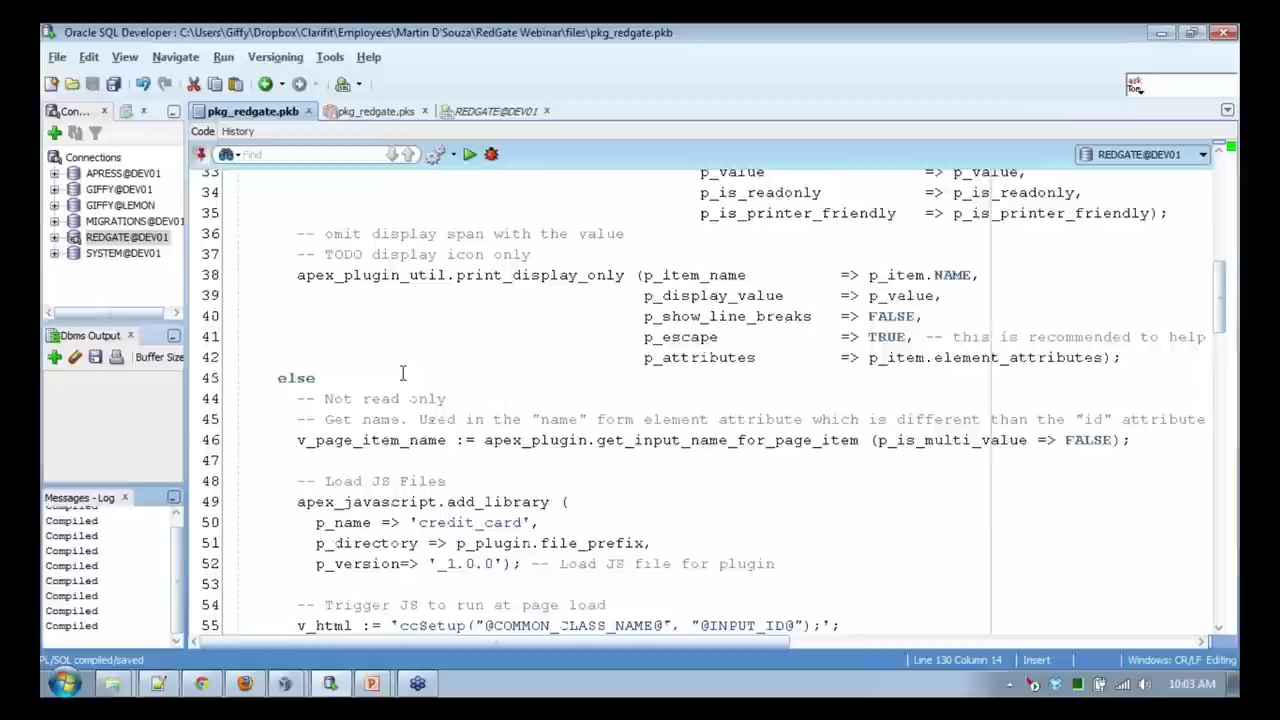 Oracle SQL Developer : C:\Users\Giffy\Dropbox\Clarifit\Employees\Martin D'Souza\RedGate Webinar\files\pkg_redgate.pkb
File Edit View Navigate Run Versioning Tools Help
ask
Tom
Con...
pkg_redgate.pkb
pkg_redgate.pks
REDGATE@DEV01
Code History
Find
REDGATE@DEV01
Connections
APRESS@DEV01
GIFFY@DEV01
GIFFY@LEMON
MIGRATIONS@DEV01
REDGATE@DEV01
SYSTEM@DEV01
Dbms Output
Buffer Size
Messages - Log
Compiled
Compiled
Compiled
Compiled
Compiled
Compiled
Compiled
Compiled
33 p_value => p_value,
34 p_is_readonly => p_is_readonly,
35 p_is_printer_friendly => p_is_printer_friendly);
36 -- omit display span with the value
37 -- TODO display icon only
38 apex_plugin_util.print_display_only (p_item_name => p_item.NAME,
39 p_display_value => p_value,
40 p_show_line_breaks => FALSE,
41 p_escape => TRUE, -- this is recommended to help
42 p_attributes => p_item.element_attributes);
43 else
44 -- Not read only
45 -- Get name. Used in the "name" form element attribute which is different than the "id" attribute
46 v_page_item_name := apex_plugin.get_input_name_for_page_item (p_is_multi_value => FALSE);
47
48 -- Load JS Files
49 apex_javascript.add_library (
50 p_name => 'credit_card',
51 p_directory => p_plugin.file_prefix,
52 p_version=> '_1.0.0'); -- Load JS file for plugin
53
54 -- Trigger JS to run at page load
55 v_html := 'ccSetup("@COMMON_CLASS_NAME@", "@INPUT_ID@");';
PL/SQL compiled/saved
Line 130 Column 14 Insert Windows: CR/LF Editing
10:03 AM